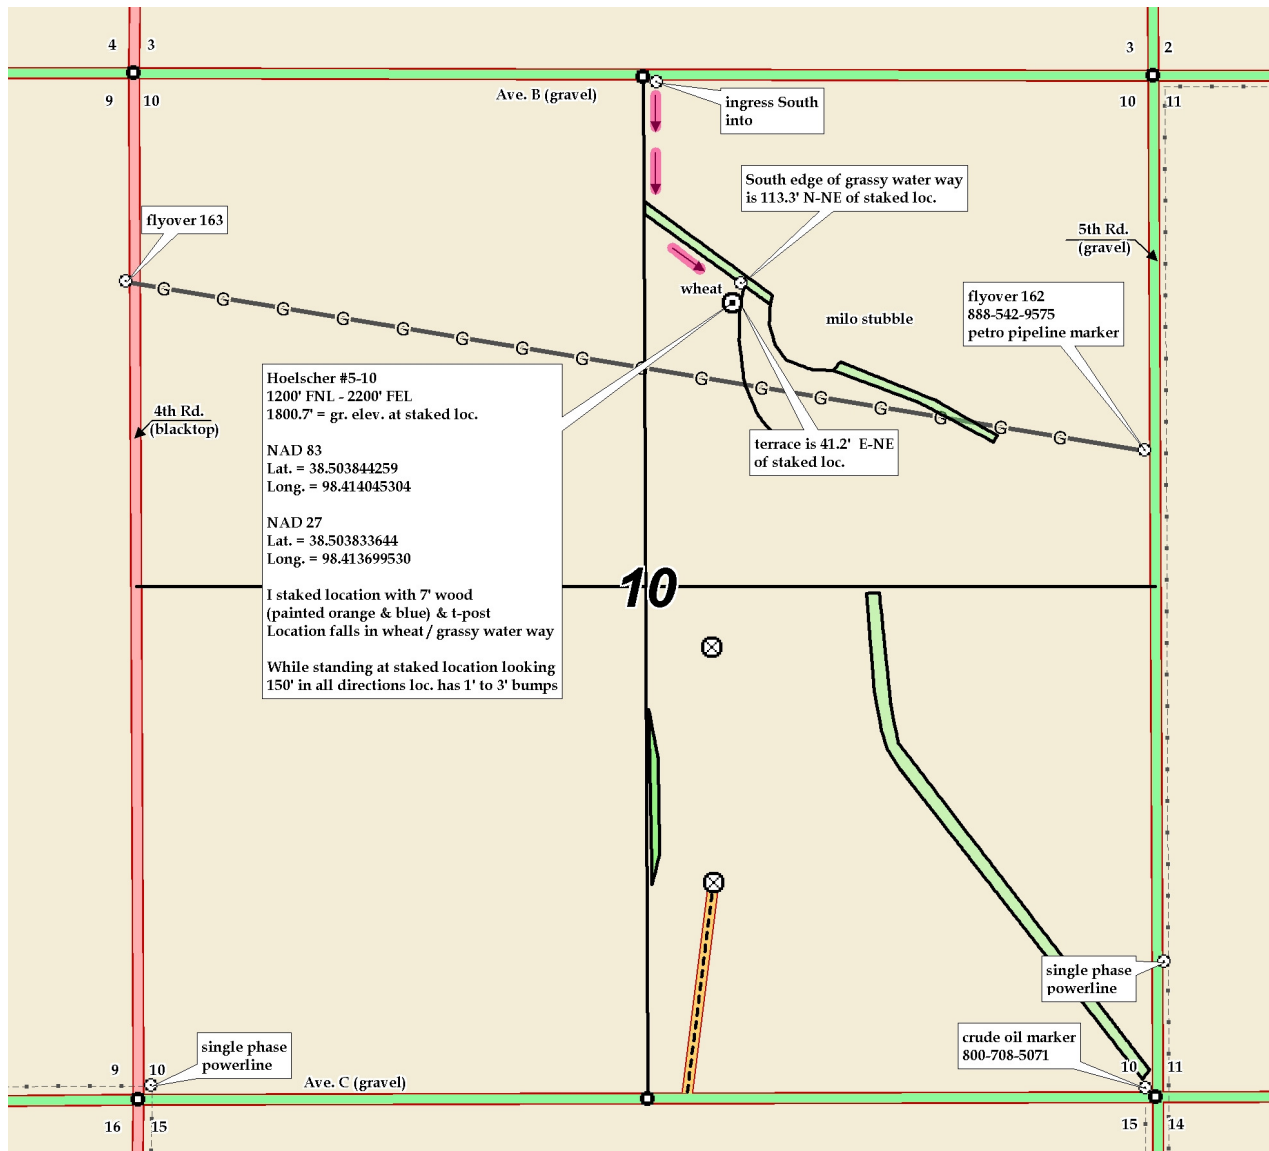 4 3
3 2
9 10
Ave. B (gravel)
10 11
ingress South
into
South edge of grassy water way
is 113.3' N-NE of staked loc.
flyover 163
5th Rd.
(gravel)
wheat
milo stubble
flyover 162
888-542-9575
petro pipeline marker
G G G G G G G G G G G G G G G G
Hoelscher #5-10
1200' FNL - 2200' FEL
1800.7' = gr. elev. at staked loc.
NAD 83
Lat. = 38.503844259
Long. = 98.414045304
NAD 27
Lat. = 38.503833644
Long. = 98.413699530
I staked location with 7' wood
(painted orange & blue) & t-post
Location falls in wheat / grassy water way
While standing at staked location looking
150' in all directions loc. has 1' to 3' bumps
4th Rd.
(blacktop)
terrace is 41.2' E-NE
of staked loc.
10
single phase
powerline
crude oil marker
800-708-5071
single phase
powerline
9 10
Ave. C (gravel)
10 11
16 15
15 14